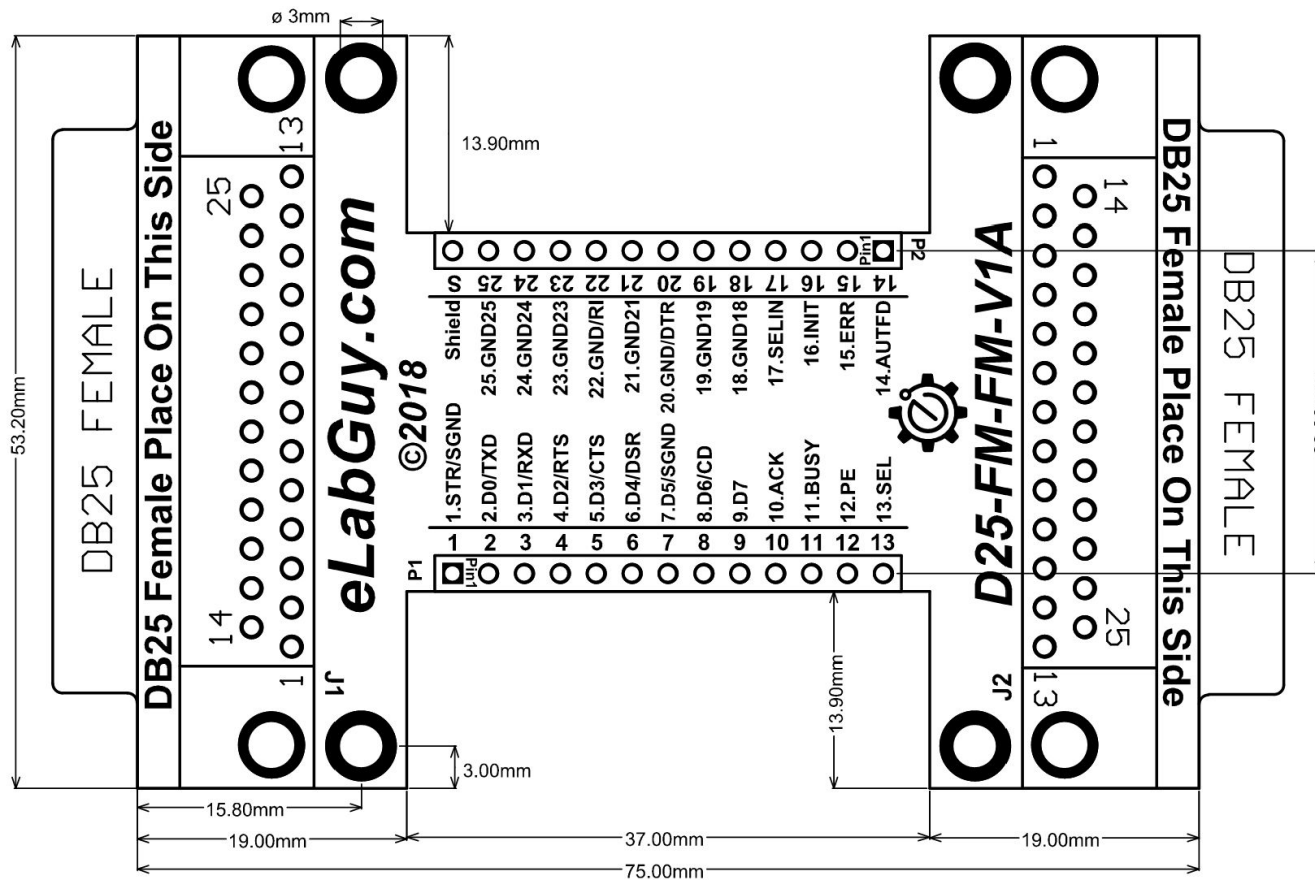 ø 3mm
53.20mm
13.90mm
DB25 FEMALE
DB25 Female Place On This Side
13
25
14
1
J1
eLabGuy.com
©2018
Pin1
P2
S 25 24 23 22 21 20 19 18 17 16 15 14
Shield
25.GND25
24.GND24
23.GND23
22.GND/RI
21.GND21
20.GND/DTR
19.GND19
18.GND18
17.SELIN
16.INIT
15.ERR
14.AUTFD
1.STR/SGND
2.D0/TXD
3.D1/RXD
4.D2/RTS
5.D3/CTS
6.D4/DSR
7.D5/SGND
8.D6/CD
9.D7
10.ACK
11.BUSY
12.PE
13.SEL
1 2 3 4 5 6 7 8 9 10 11 12 13
P1
Pin1
D25-FM-FM-V1A
J2
1
14
25
13
DB25 Female Place On This Side
DB25 FEMALE
13.90mm
3.00mm
15.80mm
19.00mm
37.00mm
19.00mm
75.00mm